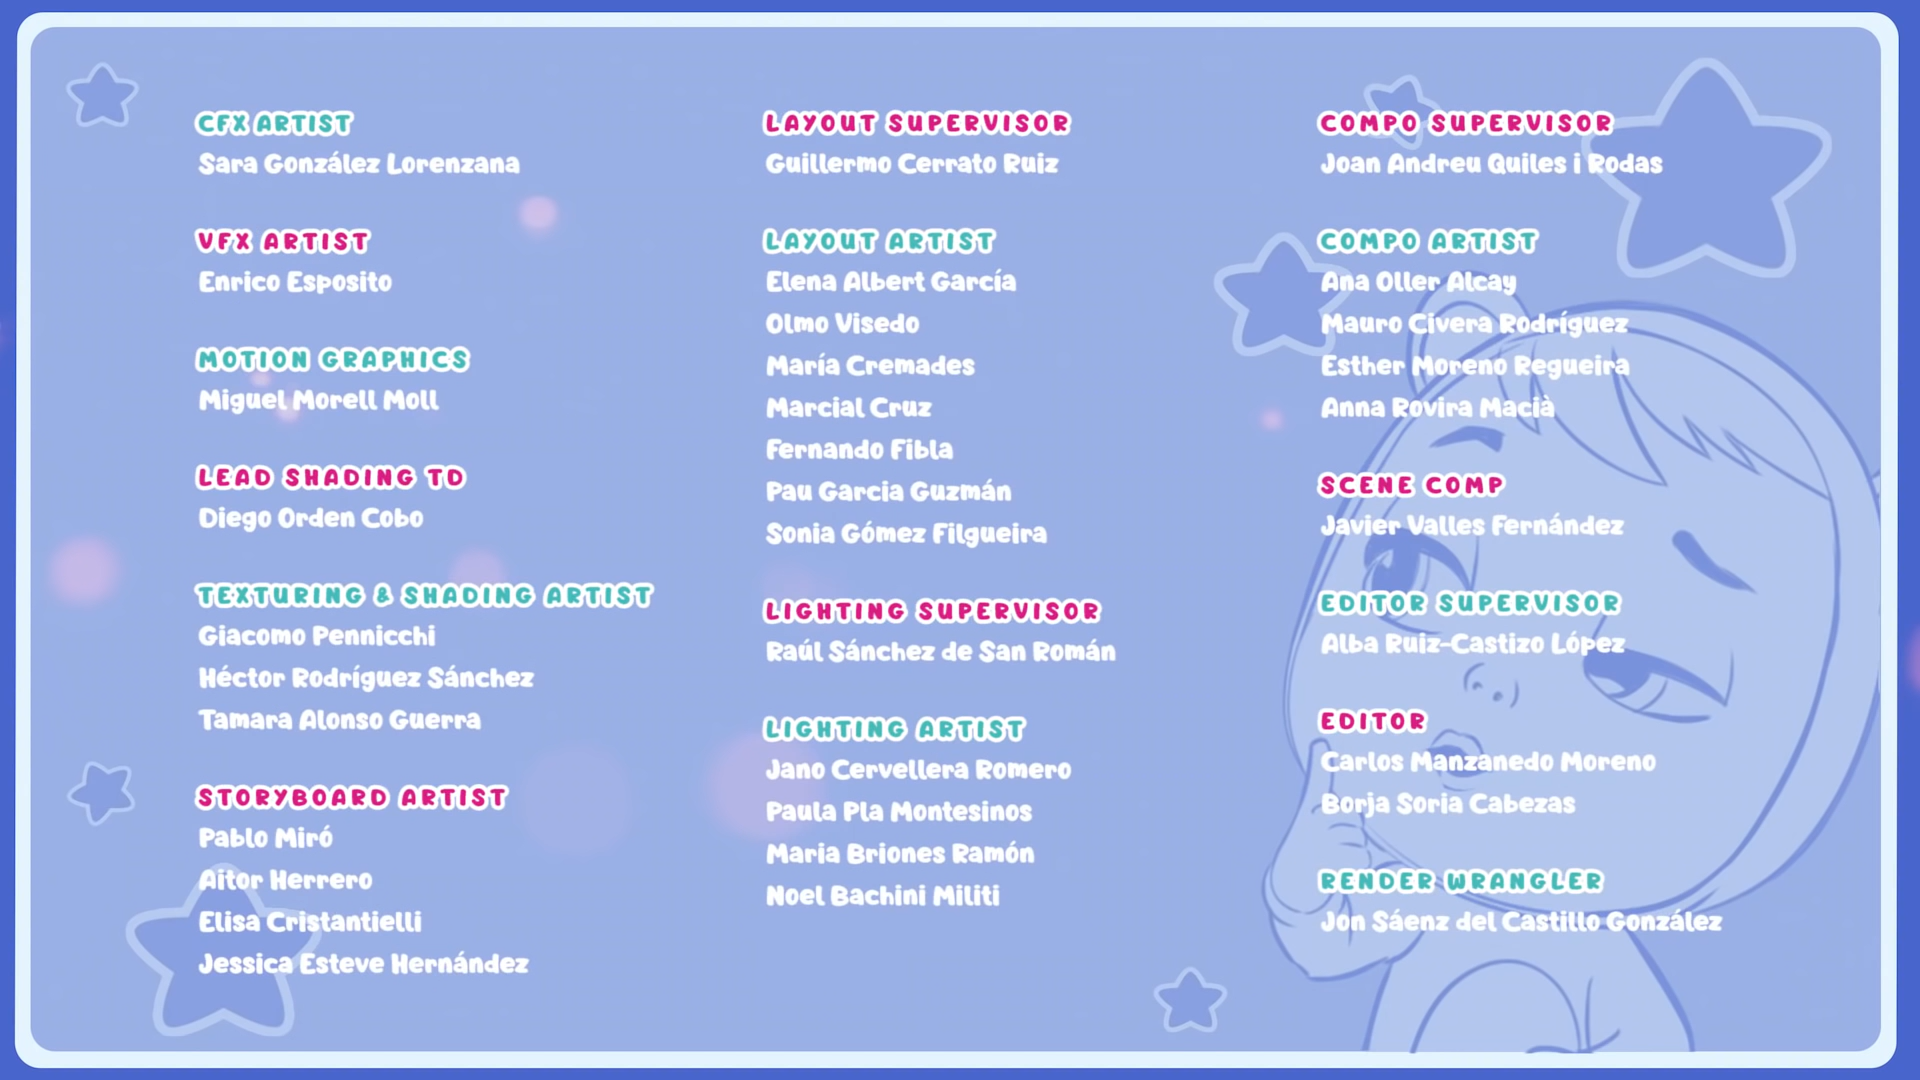 CFX ARTIST
Sara González Lorenzana
VFX ARTIST
Enrico Esposito
MOTION GRAPHICS
Miguel Morell Moll
LEAD SHADING TD
Diego Orden Cobo
TEXTURING & SHADING ARTIST
Giacomo Pennicchi
Héctor Rodríguez Sánchez
Tamara Alonso Guerra
STORYBOARD ARTIST
Pablo Miró
Aitor Herrero
Elisa Cristantielli
Jessica Esteve Hernández
LAYOUT SUPERVISOR
Guillermo Cerrato Ruiz
LAYOUT ARTIST
Elena Albert García
Olmo Visedo
María Cremades
Marcial Cruz
Fernando Fibla
Pau Garcia Guzmán
Sonia Gómez Filgueira
LIGHTING SUPERVISOR
Raúl Sánchez de San Román
LIGHTING ARTIST
Jano Cervellera Romero
Paula Pla Montesinos
Maria Briones Ramón
Noel Bachini Militi
COMPO SUPERVISOR
Joan Andreu Quiles i Rodas
COMPO ARTIST
Ana Oller Alcay
Mauro Civera Rodríguez
Esther Moreno Regueira
Anna Rovira Macià
SCENE COMP
Javier Valles Fernández
EDITOR SUPERVISOR
Alba Ruiz-Castizo López
EDITOR
Carlos Manzanedo Moreno
Borja Soria Cabezas
RENDER WRANGLER
Jon Sáenz del Castillo González